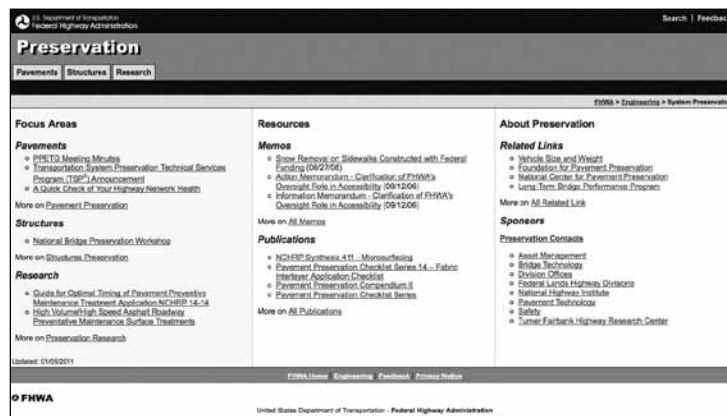 U.S. Department of Transportation
Federal Highway Administration
Search | Feedbac
Preservation
Pavements Structures Research
FHWA > Engineering > System Preservatio
Focus Areas
Pavements
PPETG Meeting Minutes
Transportation System Preservation Technical Services
Program (TSP²) Announcement
A Quick Check of Your Highway Network Health
More on Pavement Preservation
Structures
National Bridge Preservation Workshop
More on Structures Preservation
Research
Guide for Optimal Timing of Pavement Preventive
Maintenance Treatment Application NCHRP 14-14
High Volume/High Speed Asphalt Roadway
Preventative Maintenance Surface Treatments
More on Preservation Research
Updated: 01/05/2011
Resources
Memos
Snow Removal on Sidewalks Constructed with Federal
Funding (08/27/08)
Action Memorandum - Clarification of FHWA's
Oversight Role in Accessibility (09/12/06)
Information Memorandum - Clarification of FHWA's
Oversight Role in Accessibility (09/12/06)
More on All Memos
Publications
NCHRP Synthesis 411 - Microsurfacing
Pavement Preservation Checklist Series 14 – Fabric
Interlayer Application Checklist
Pavement Preservation Compendium II
Pavement Preservation Checklist Series
More on All Publications
About Preservation
Related Links
Vehicle Size and Weight
Foundation for Pavement Preservation
National Center for Pavement Preservation
Long-Term Bridge Performance Program
More on All Related Link
Sponsors
Preservation Contacts
Asset Management
Bridge Technology
Division Offices
Federal Lands Highway Divisions
National Highway Institute
Pavement Technology
Safety
Turner Fairbank Highway Research Center
FHWA Home | Engineering | Feedback | Privacy Notice
FHWA
United States Department of Transportation - Federal Highway Administration